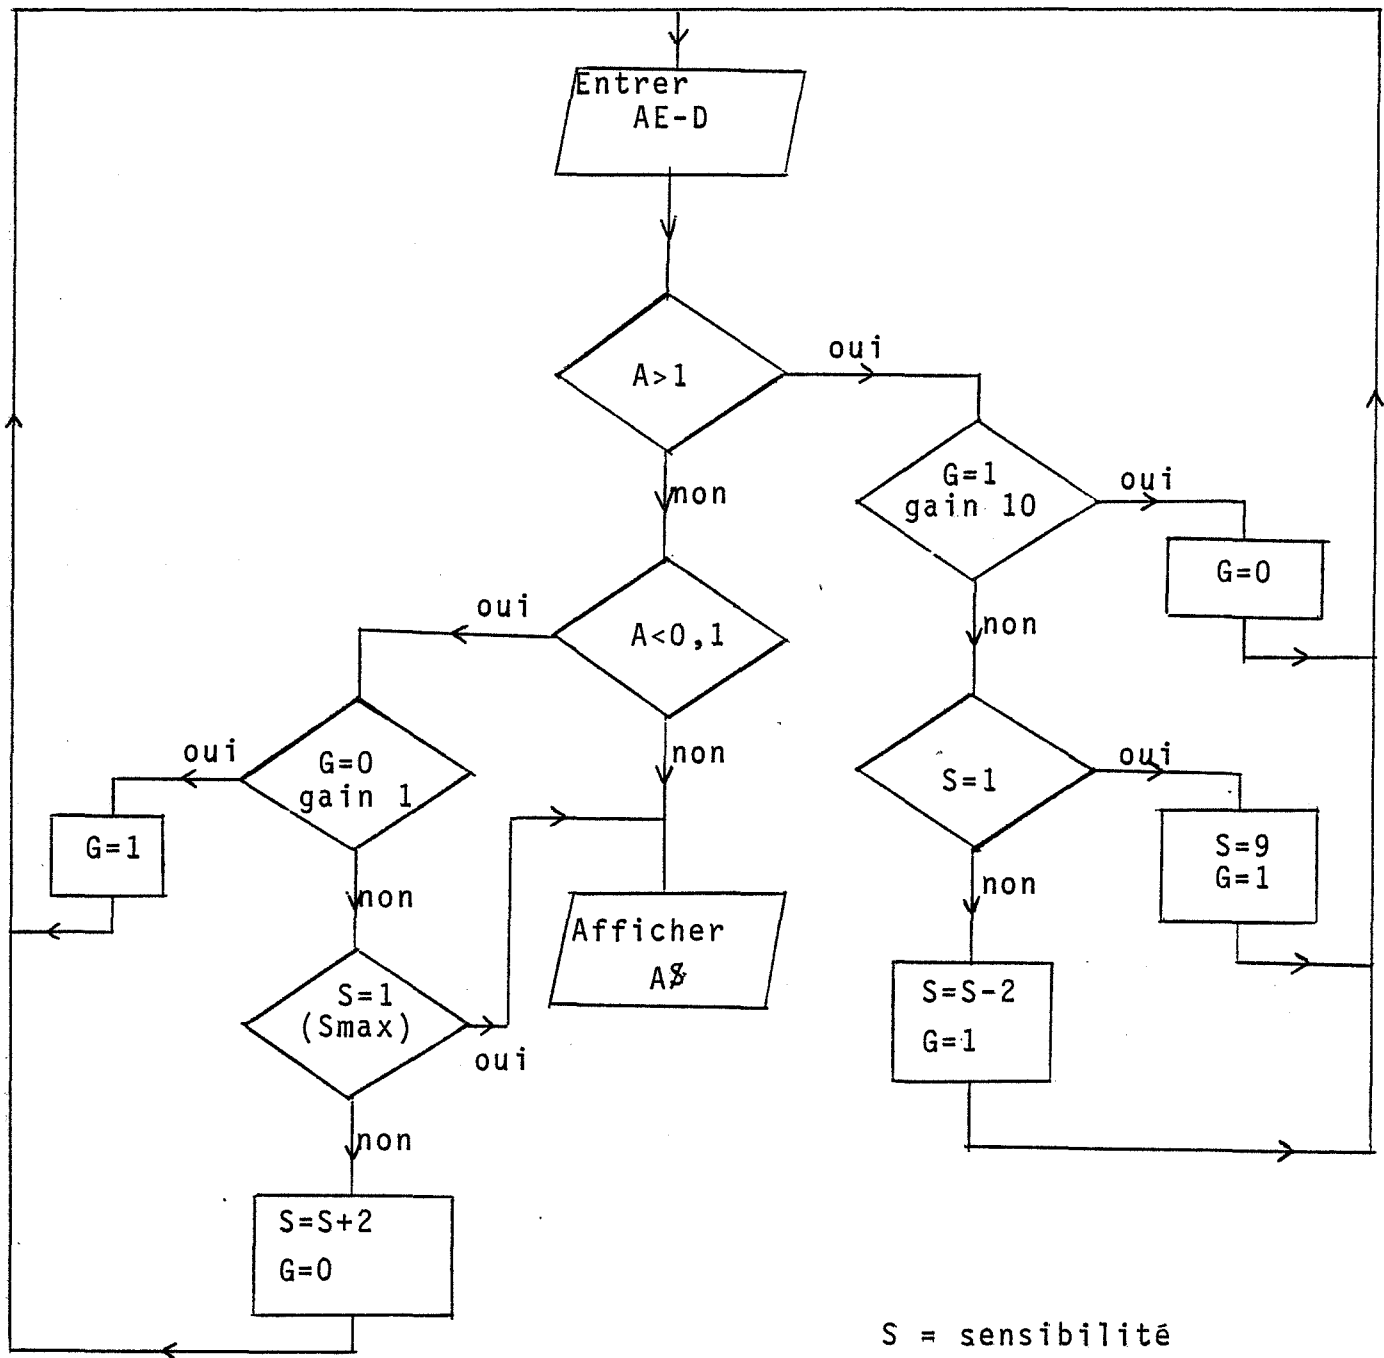 Entrer
AE-D
A>1
oui
non
G=1
gain 10
oui
G=0
non
A<0,1
oui
non
G=0
gain 1
oui
G=1
non
S=1
oui
S=9
G=1
non
S=S-2
G=1
Afficher
S=1
(Smax)
oui
non
S=S+2
G=0
S = sensibilité